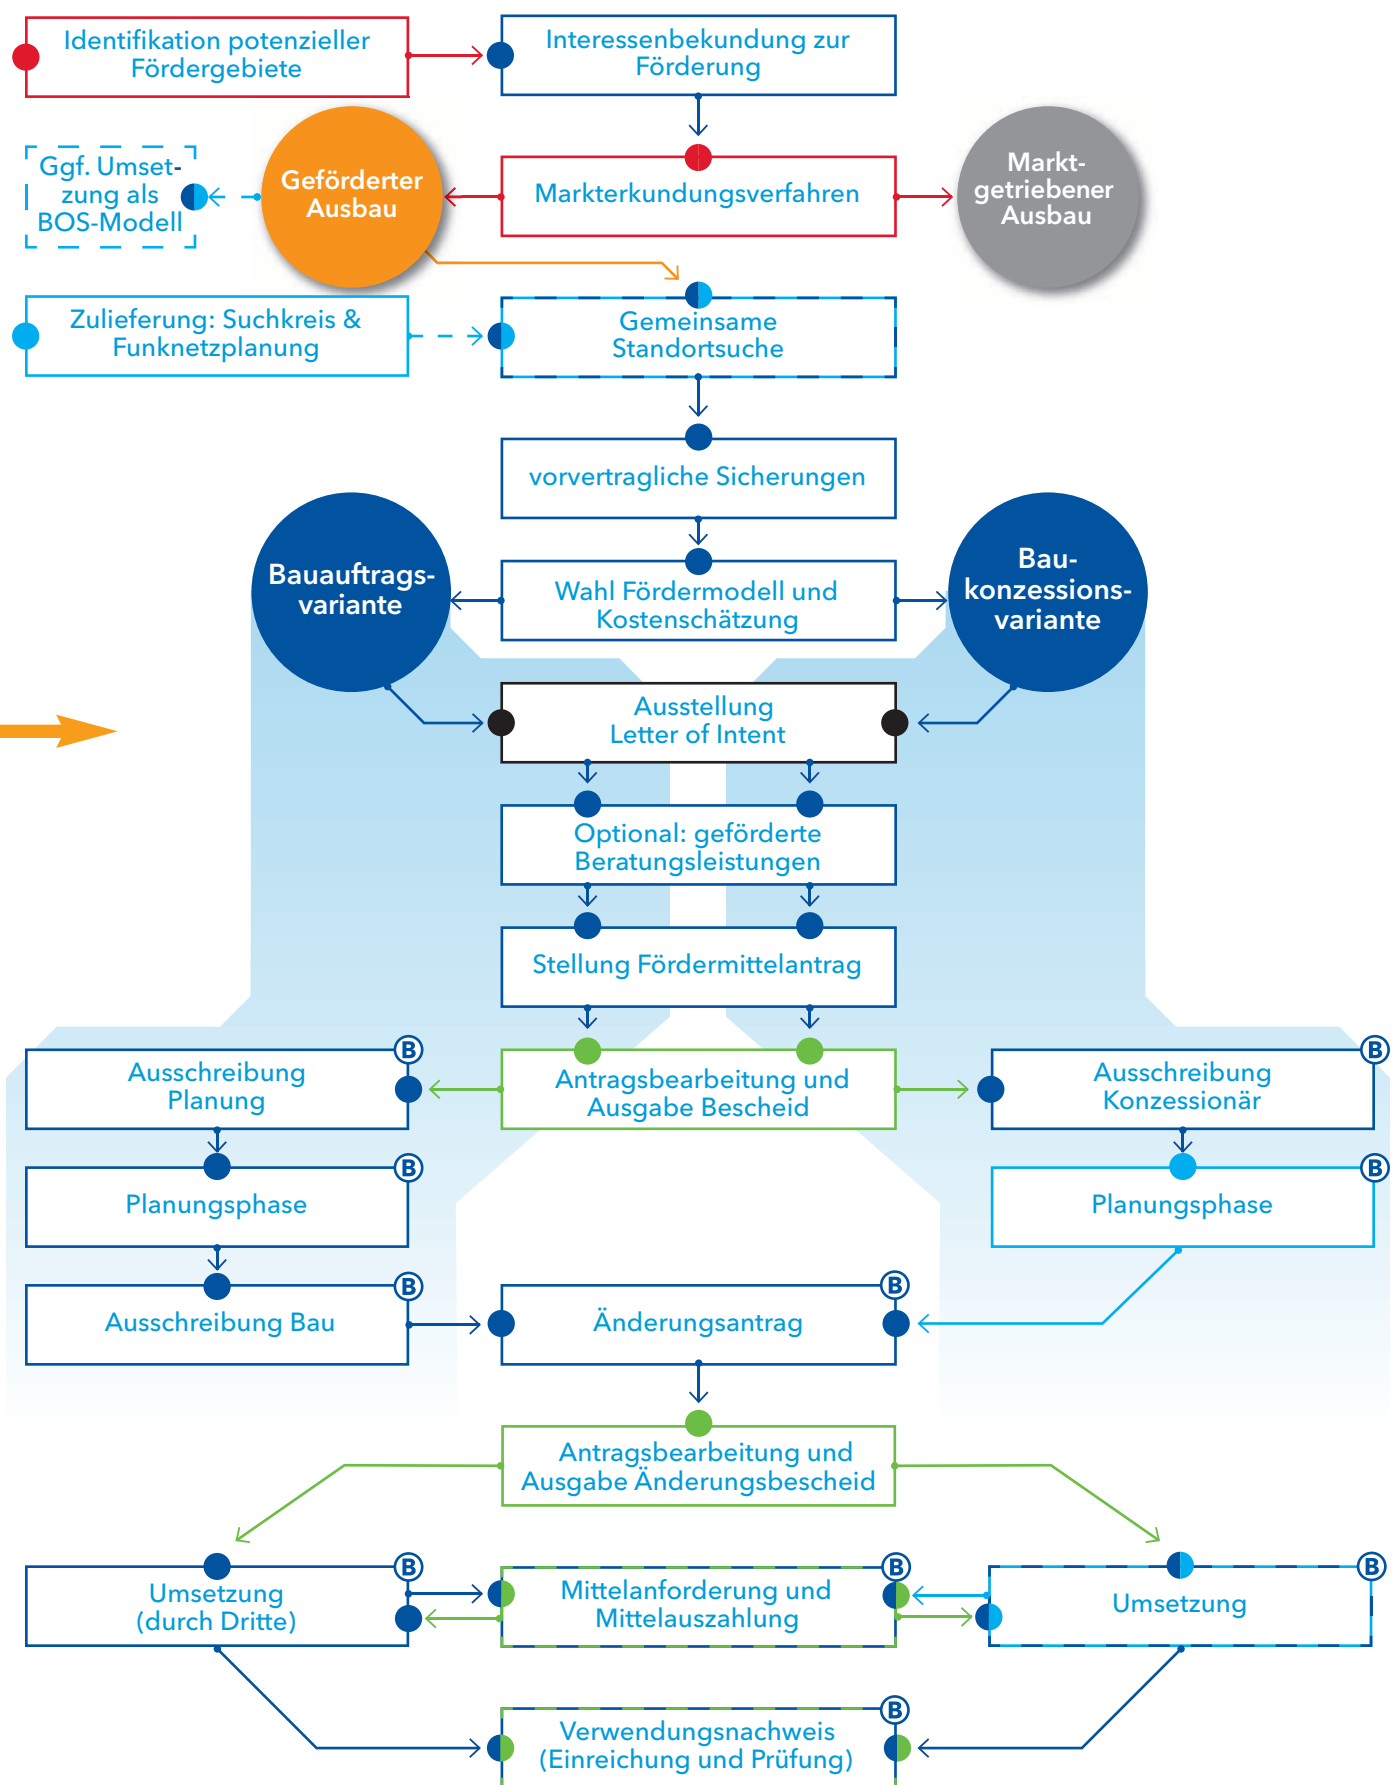 Identifikation potenzieller
Fördergebiete
Interessenbekundung zur
Förderung
Ggf. Umset-
zung als
BOS-Modell
Geförderter
Ausbau
Markterkundungsverfahren
Markt-
getriebener
Ausbau
Zulieferung: Suchkreis &
Funknetzplanung
Gemeinsame
Standortsuche
vorvertragliche Sicherungen
Bauauftrags-
variante
Wahl Fördermodell und
Kostenschätzung
Bau-
konzessions-
variante
Ausstellung
Letter of Intent
Optional: geförderte
Beratungsleistungen
Stellung Fördermittelantrag
B
Ausschreibung
Planung
Antragsbearbeitung und
Ausgabe Bescheid
B
Ausschreibung
Konzessionär
B
Planungsphase
B
Planungsphase
B
Ausschreibung Bau
B
Änderungsantrag
Antragsbearbeitung und
Ausgabe Änderungsbescheid
B
Umsetzung
(durch Dritte)
B
Mittelanforderung und
Mittelauszahlung
B
Umsetzung
B
Verwendungsnachweis
(Einreichung und Prüfung)